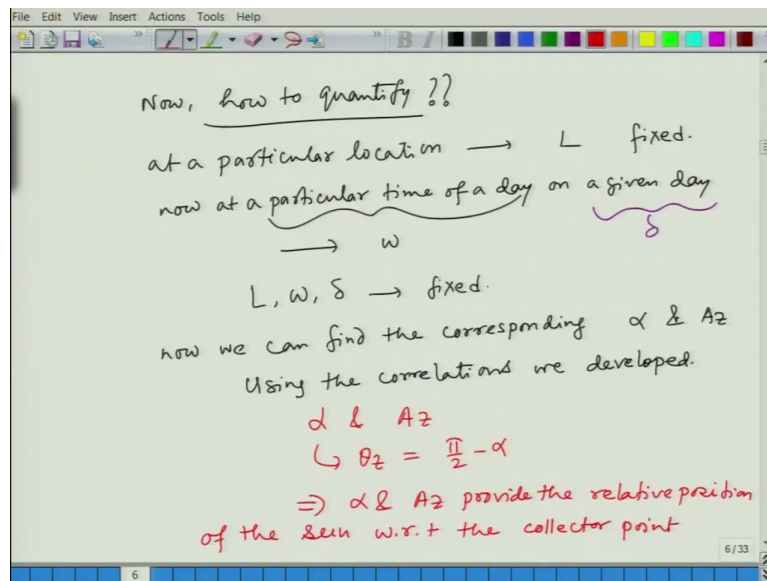 File Edit View Insert Actions Tools Help
B I
Now, how to quantify ??
at a particular location → L fixed.
now at a particular time of a day on a given day
δ
→ ω
L, ω, δ → fixed.
now we can find the corresponding α & Az
Using the correlations we developed.
α & Az
↳ θz = π/2 - α
⇒ α & Az provide the relative position
of the sun w.r.t the collector point
6/33
6